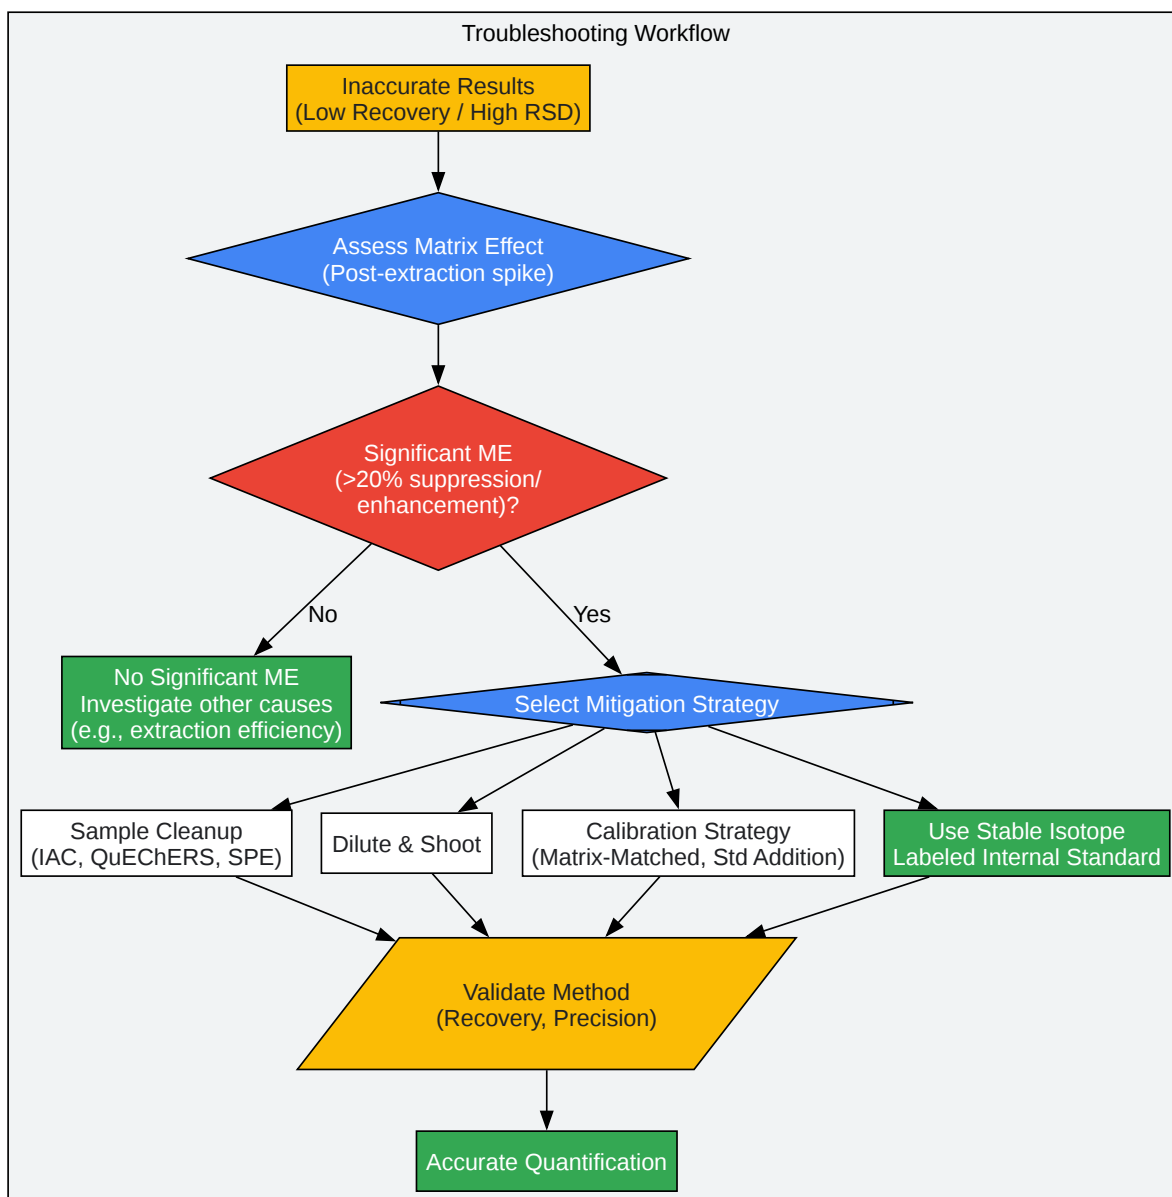 Troubleshooting Workflow
Inaccurate Results
(Low Recovery / High RSD)
Assess Matrix Effect
(Post-extraction spike)
Significant ME
(>20% suppression/
enhancement)?
No
Yes
No Significant ME
Investigate other causes
(e.g., extraction efficiency)
Select Mitigation Strategy
Sample Cleanup
(IAC, QuEChERS, SPE)
Dilute & Shoot
Calibration Strategy
(Matrix-Matched, Std Addition)
Use Stable Isotope
Labeled Internal Standard
Validate Method
(Recovery, Precision)
Accurate Quantification